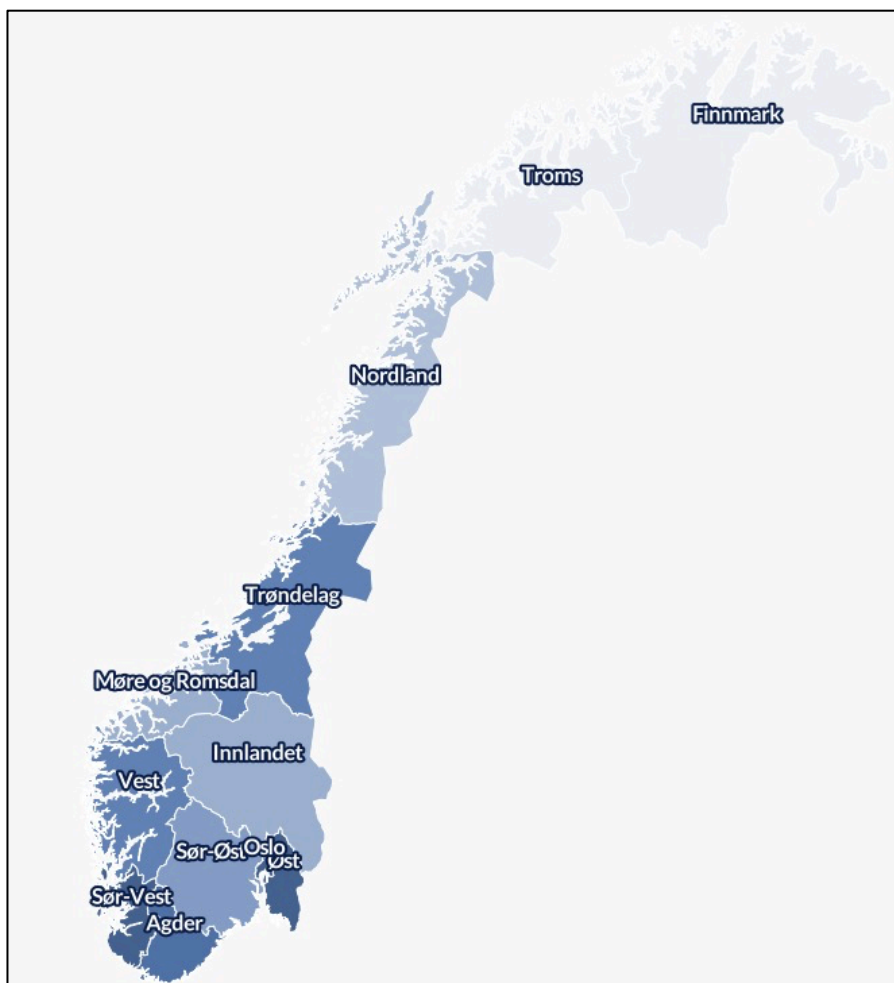 Finnmark
Troms
Nordland
Trøndelag
Møre og Romsdal
Innlandet
Vest
Oslo
Sør-Øst
Øst
Sør-Vest
Agder